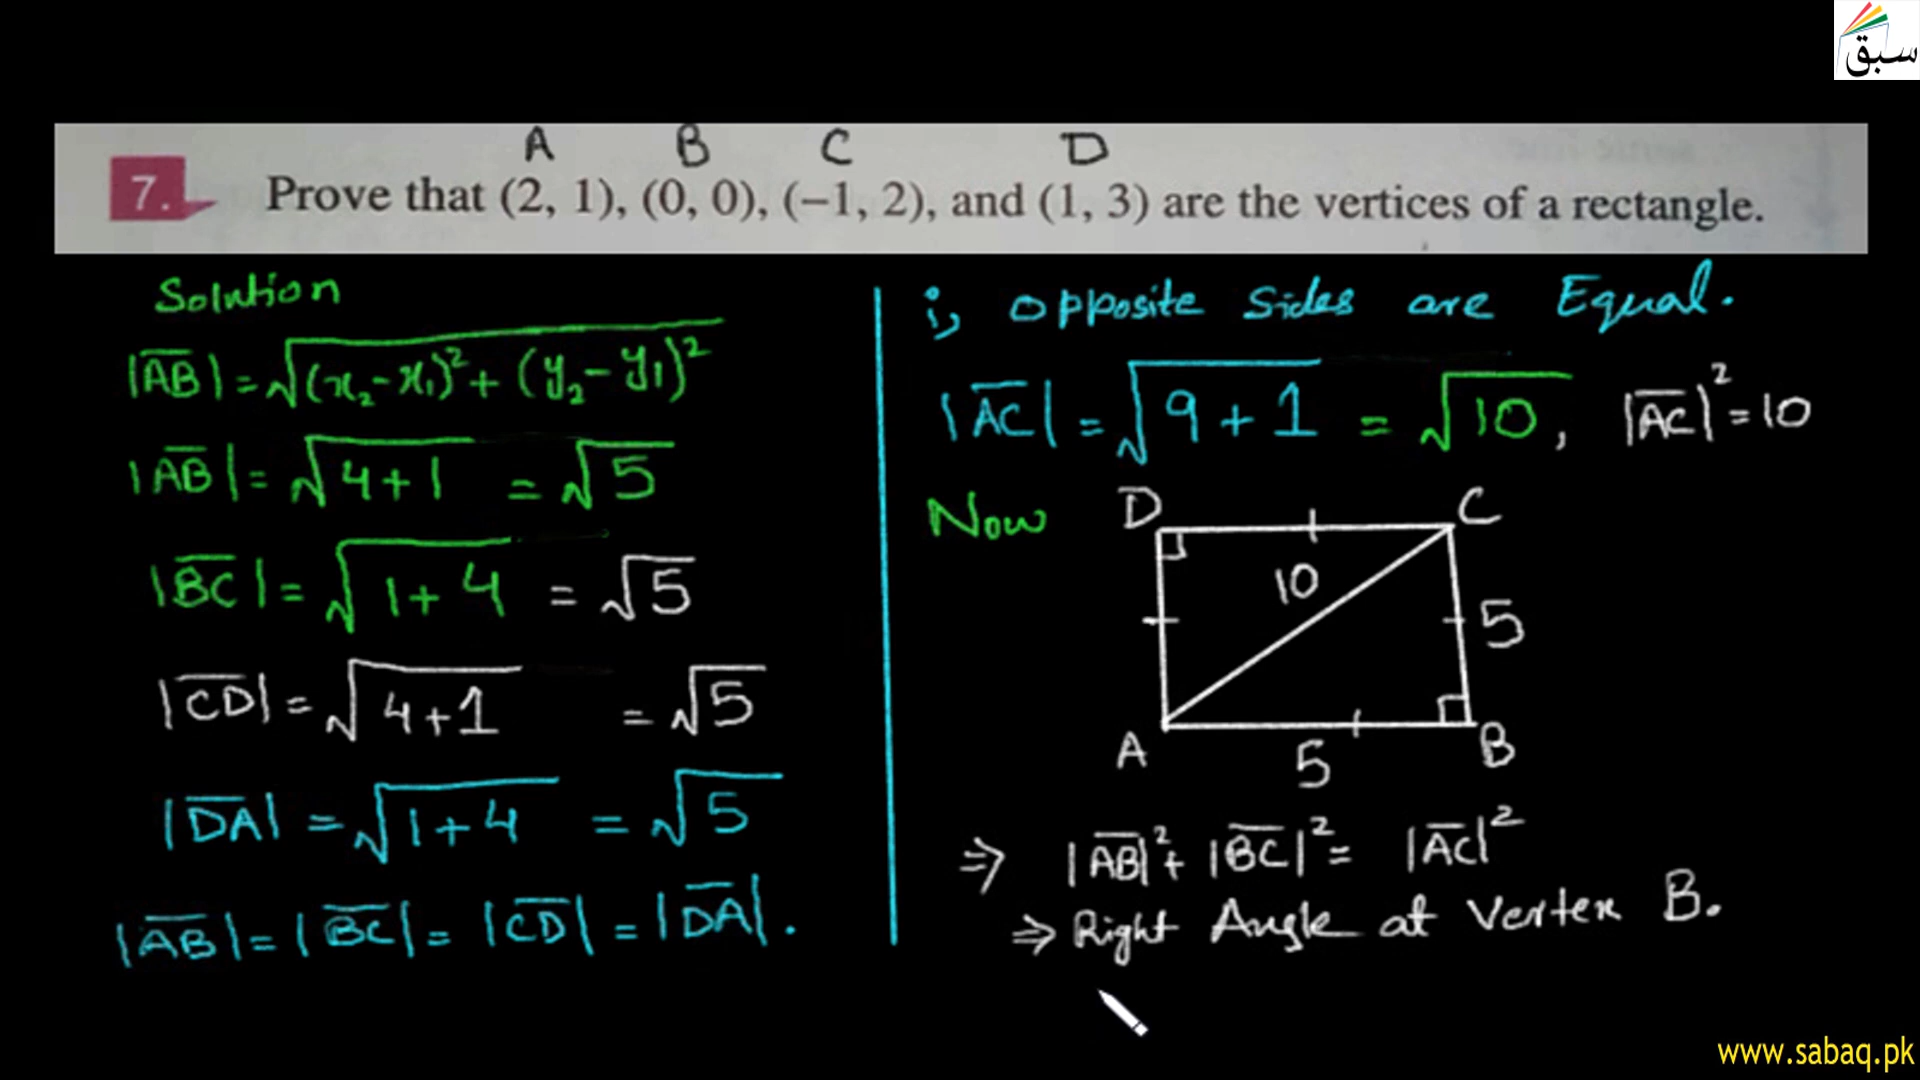 سبق
A B C D
7. Prove that (2, 1), (0, 0), (−1, 2), and (1, 3) are the vertices of a rectangle.
Solution
|AB| = √(x₂-x₁)² + (y₂-y₁)²
|AB| = √4+1 = √5
|BC| = √1+4 = √5
|CD| = √4+1 = √5
|DA| = √1+4 = √5
|AB| = |BC| = |CD| = |DA|.
i, opposite Sides are Equal.
|AC| = √9+1 = √10, |AC|² = 10
Now
D C
10
5
A B
5
⇒ |AB|² + |BC|² = |AC|²
⇒ Right Angle at Vertex B.
www.sabaq.pk